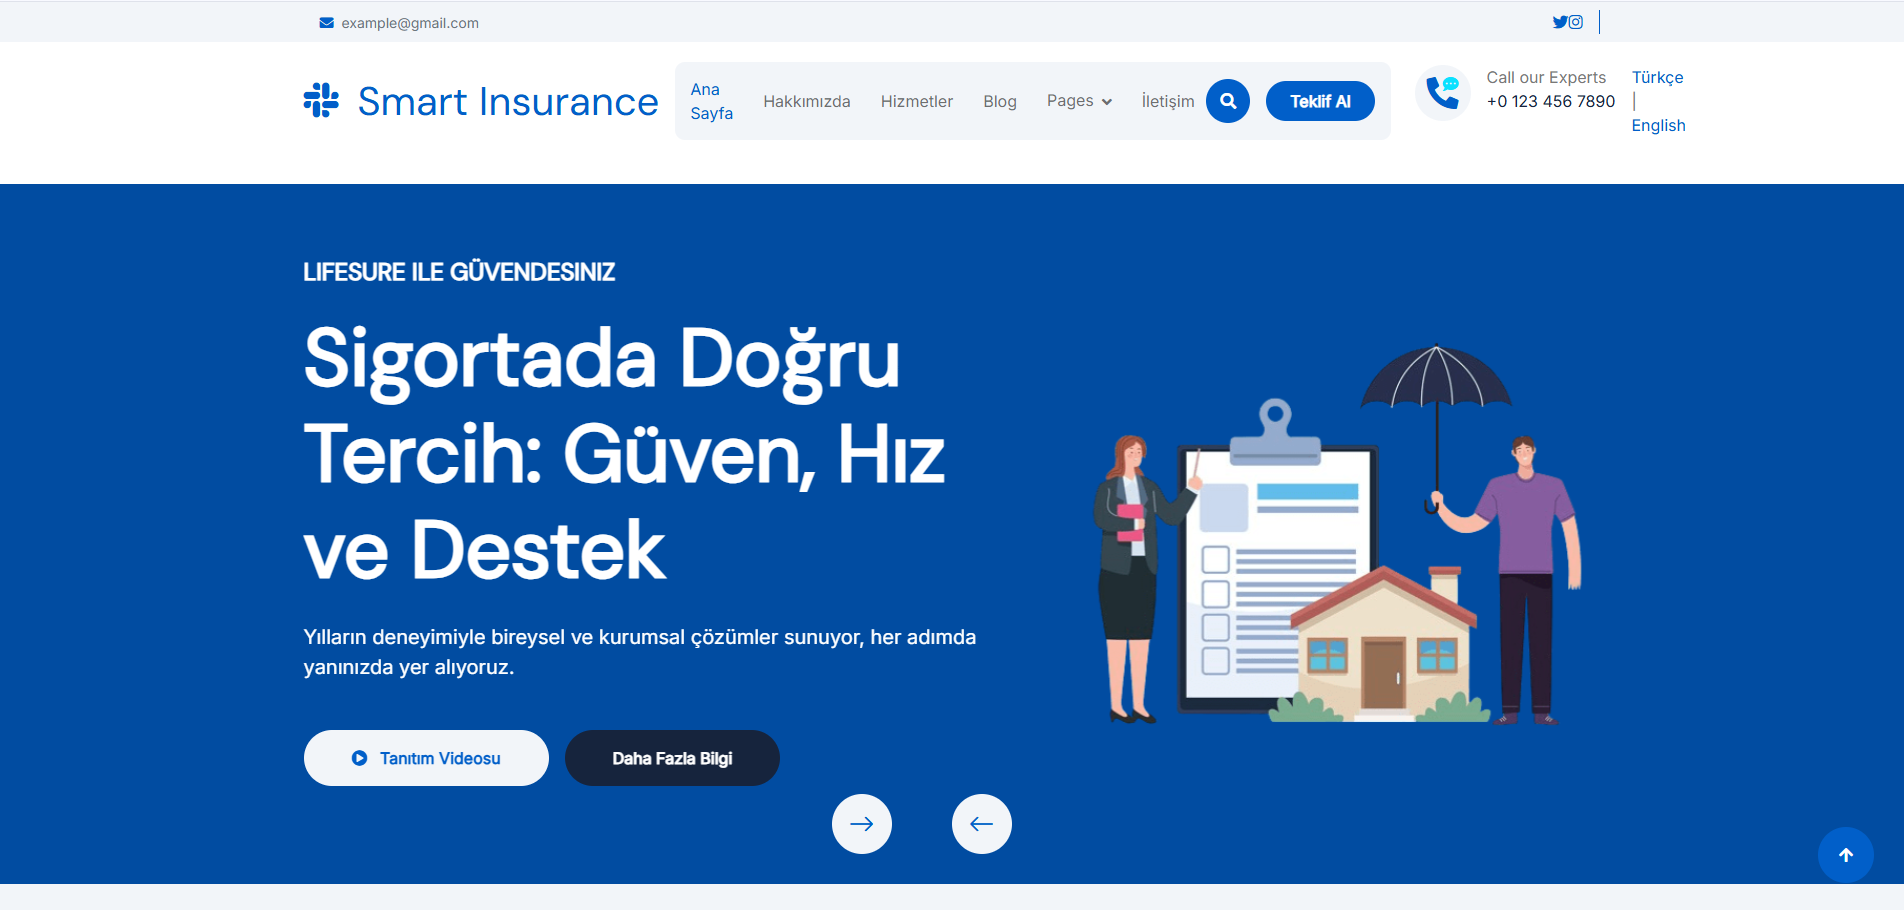 example@gmail.com
Smart Insurance
Ana
Sayfa
Hakkımızda
Hizmetler
Blog
Pages
İletişim
Teklif Al
Call our Experts
+0 123 456 7890
Türkçe
|
English
LIFESURE ILE GÜVENDESINIZ
Sigortada Doğru
Tercih: Güven, Hız
ve Destek
Yılların deneyimiyle bireysel ve kurumsal çözümler sunuyor, her adımda
yanınızda yer alıyoruz.
Tanıtım Videosu
Daha Fazla Bilgi